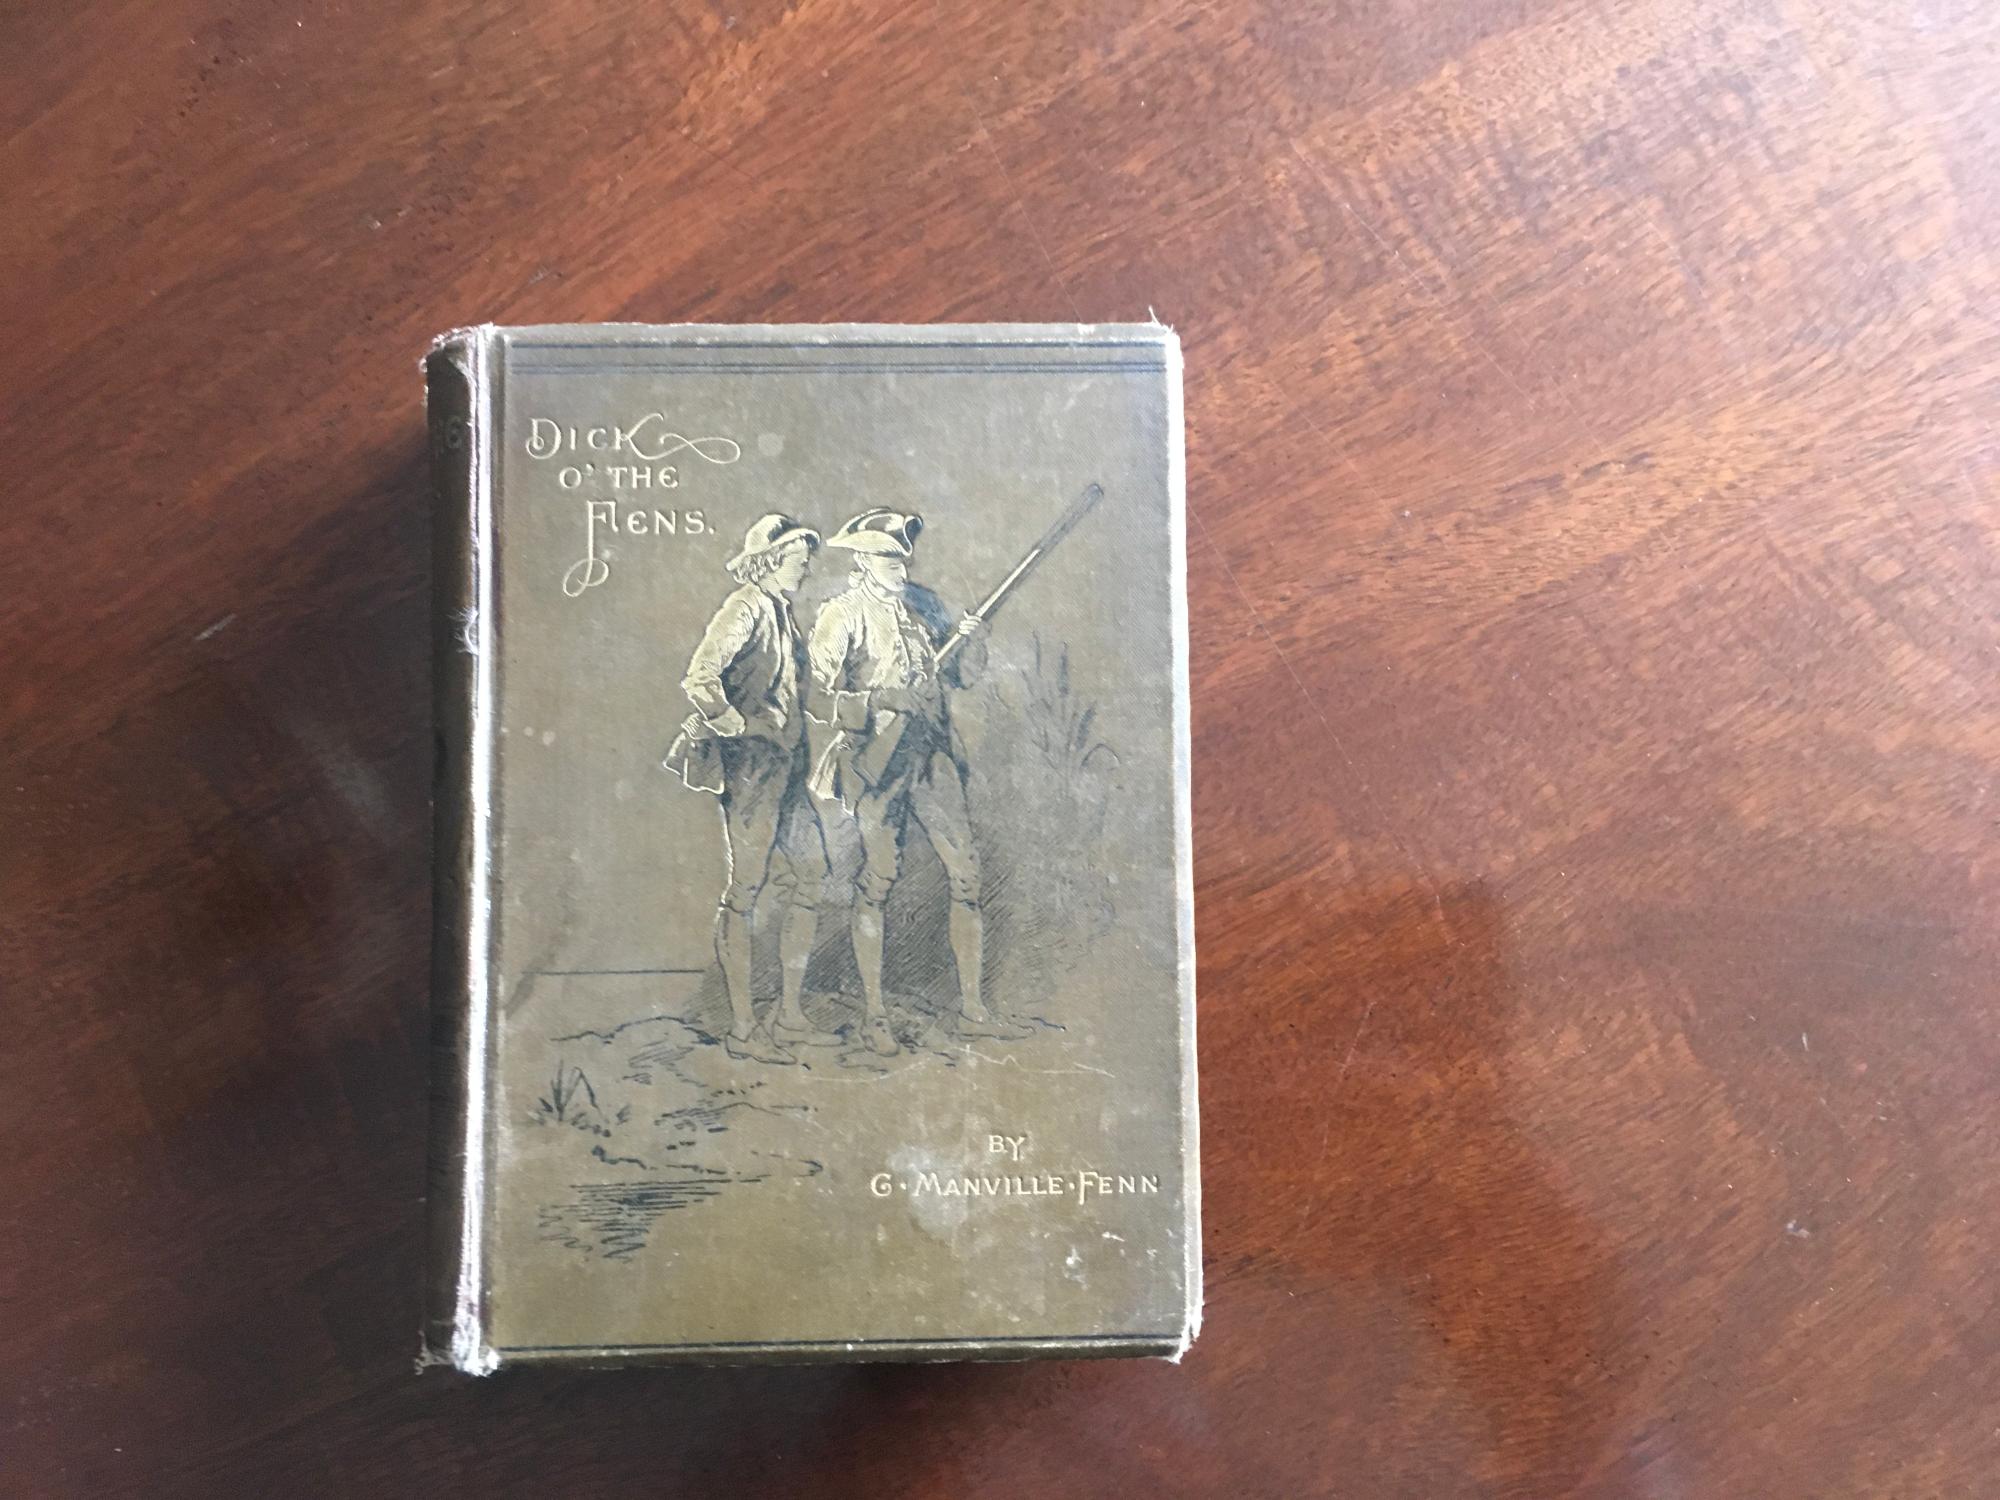 DICK
O' THE
FENS.
BY
G·MANVILLE·FENN